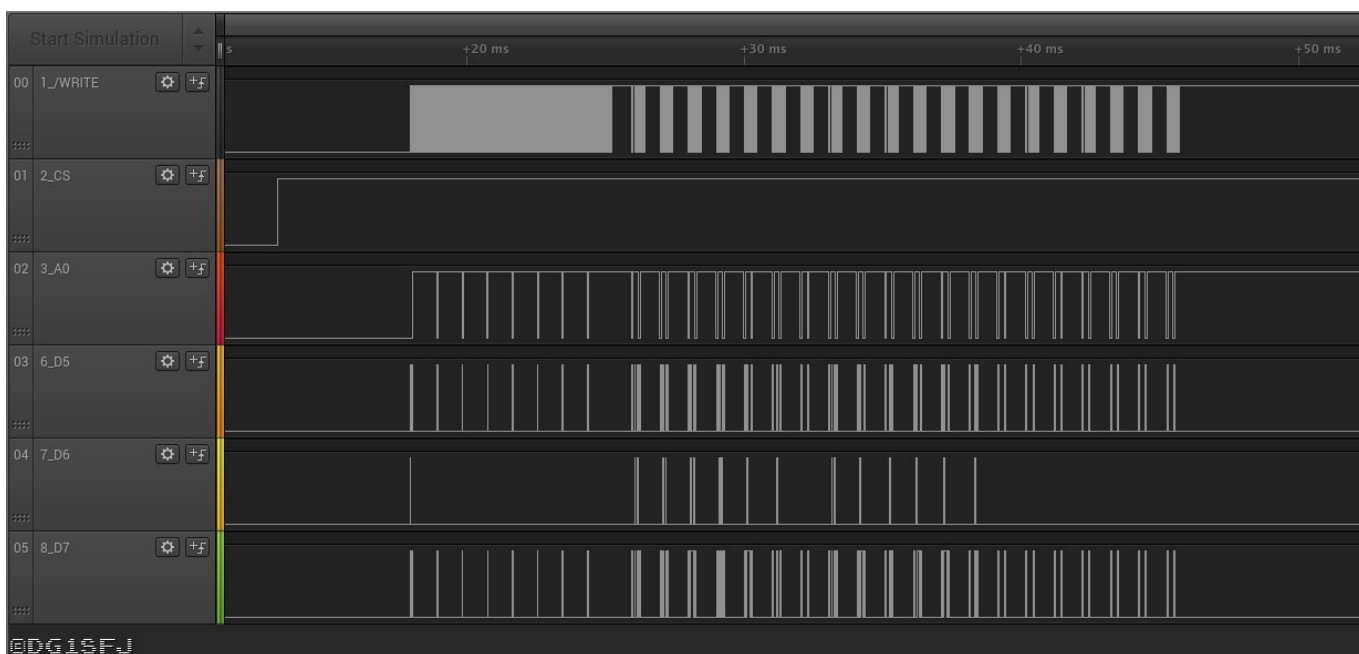 Start Simulation
s +20 ms +30 ms +40 ms +50 ms
00 1_/WRITE
01 2_CS
02 3_A0
03 6_D5
04 7_D6
05 8_D7
@DG1SFJ